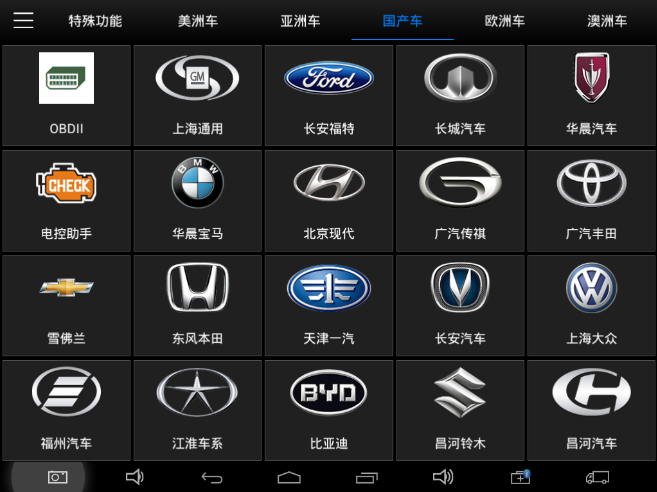 特殊功能 美洲车 亚洲车 国产车 欧洲车 澳洲车
GM Ford
OBDII 上海通用 长安福特 长城汽车 华晨汽车
CHECK BMW
电控助手 华晨宝马 北京现代 广汽传祺 广汽丰田
雪佛兰 东风本田 天津一汽 长安汽车 上海大众
BYD
福州汽车 江淮车系 比亚迪 昌河铃木 昌河汽车